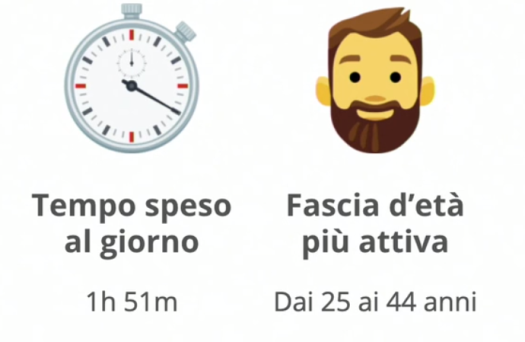 Tempo speso
al giorno
1h 51m
Fascia d’età
più attiva
Dai 25 ai 44 anni